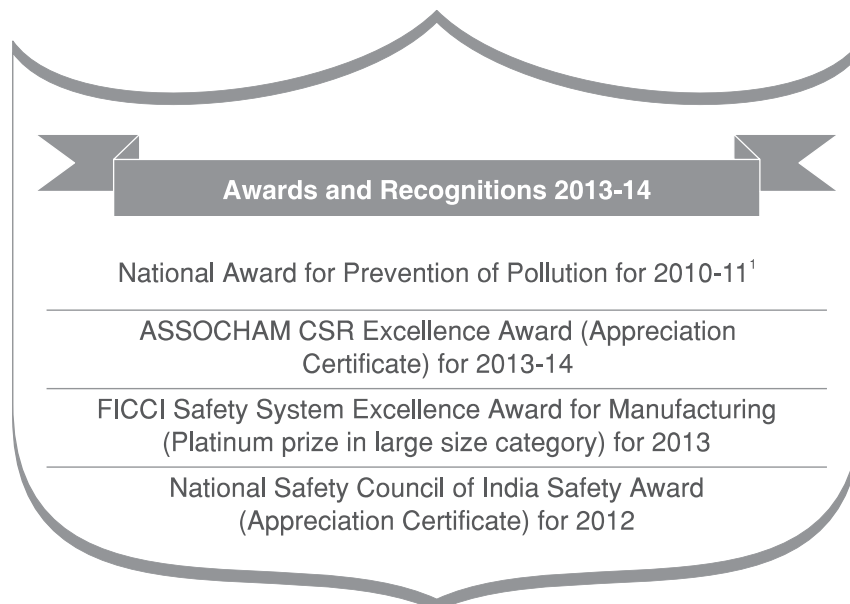 Awards and Recognitions 2013-14
National Award for Prevention of Pollution for 2010-11¹
ASSOCHAM CSR Excellence Award (Appreciation
Certificate) for 2013-14
FICCI Safety System Excellence Award for Manufacturing
(Platinum prize in large size category) for 2013
National Safety Council of India Safety Award
(Appreciation Certificate) for 2012